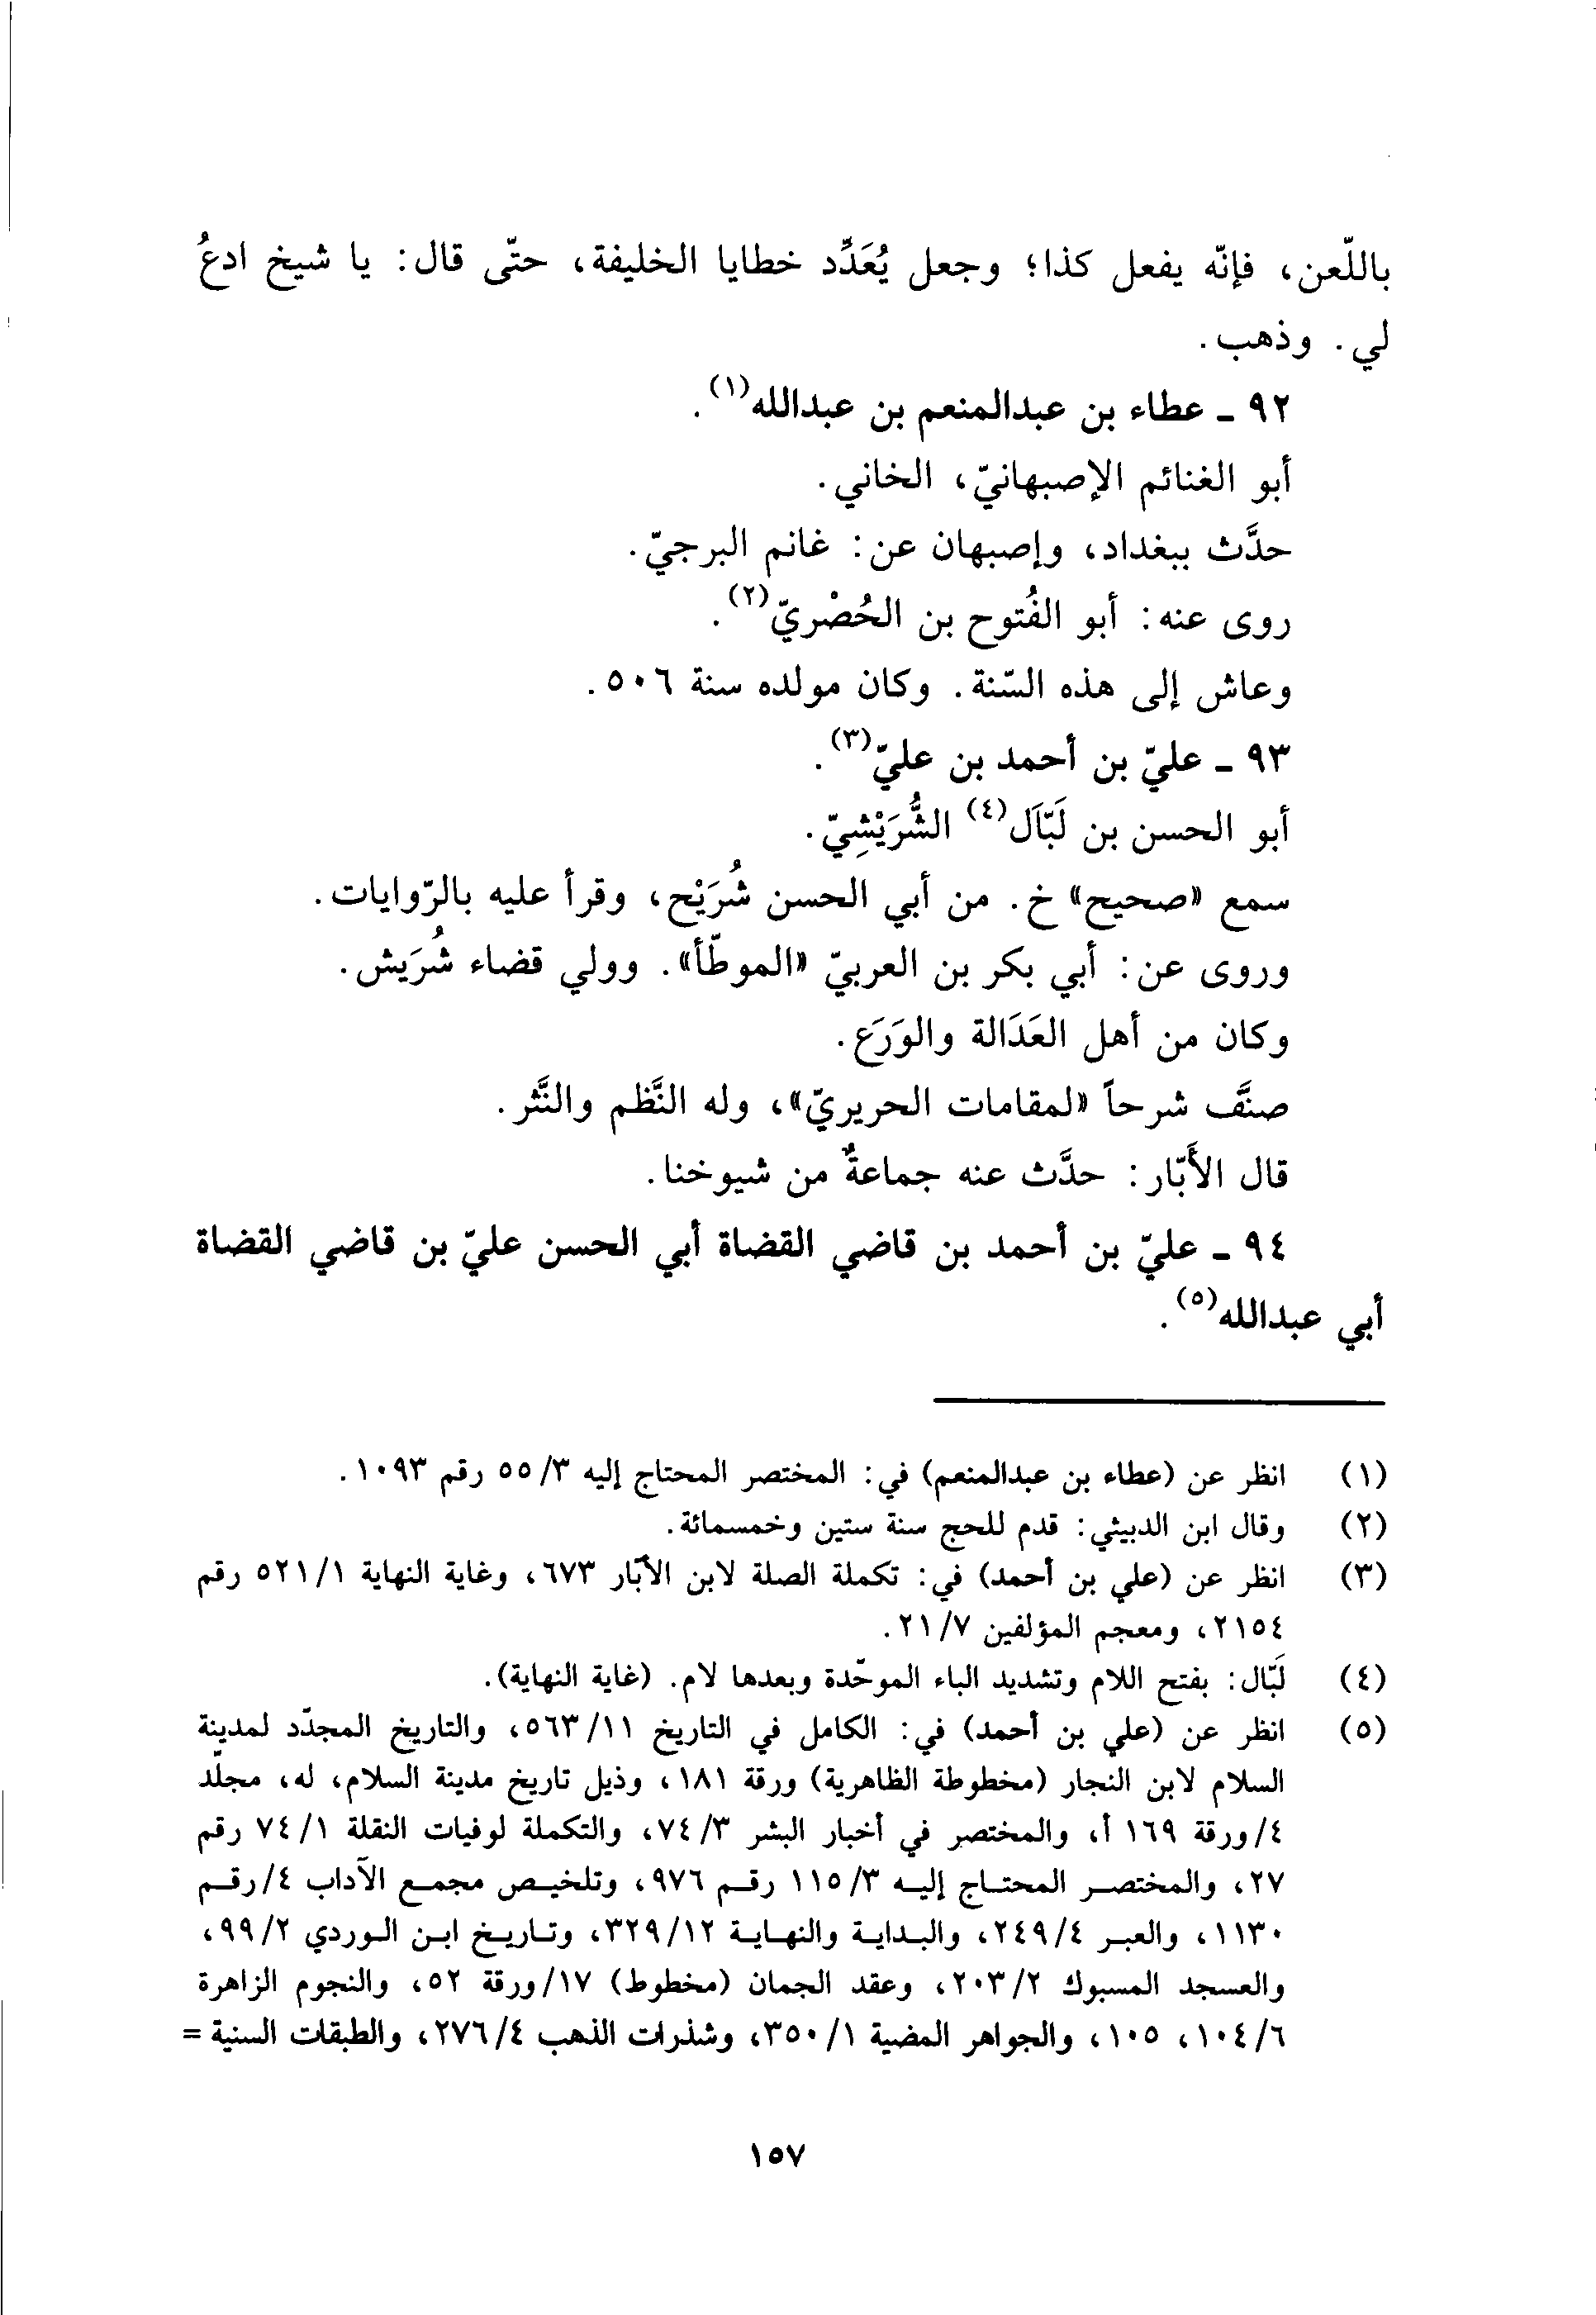 باللّعن، فإنّه يفعل كذا؛ وجعل يُعَدِّد خطايا الخليفة، حتّى قال: يا شيخ ادعُ
لي. وذهب.
٩٢ ـ عطاء بن عبدالمنعم بن عبدالله(١).
أبو الغنائم الإصبهانيّ، الخاني.
حدَّث ببغداد، وإصبهان عن: غانم البرجيّ.
روى عنه: أبو الفُتوح بن الحُصْريّ(٢).
وعاش إلى هذه السّنة. وكان مولده سنة ٥٠٦.
٩٣ ـ عليّ بن أحمد بن عليّ(٣).
أبو الحسن بن لَبّاَل(٤) الشُّرَيْشِيّ.
سمع «صحيح» خ. من أبي الحسن شُرَيْح، وقرأ عليه بالرّوايات.
وروى عن: أبي بكر بن العربيّ «الموطّأ». وولي قضاء شُرَيش.
وكان من أهل العَدَالة والوَرَع.
صنَّف شرحاً «لمقامات الحريريّ»، وله النَّظم والنَّثر.
قال الأَبّار: حدَّث عنه جماعةٌ من شيوخنا.
٩٤ ـ عليّ بن أحمد بن قاضي القضاة أبي الحسن عليّ بن قاضي القضاة
أبي عبدالله(٥).
(١) انظر عن (عطاء بن عبدالمنعم) في: المختصر المحتاج إليه ٣/ ٥٥ رقم ١٠٩٣.
(٢) وقال ابن الدبيثي: قدم للحج سنة ستين وخمسمائة.
(٣) انظر عن (علي بن أحمد) في: تكملة الصلة لابن الأبّار ٦٧٣، وغاية النهاية ١/ ٥٢١ رقم
٢١٥٤، ومعجم المؤلفين ٧/ ٢١.
(٤) لَبّال: بفتح اللام وتشديد الباء الموحّدة وبعدها لام. (غاية النهاية).
(٥) انظر عن (علي بن أحمد) في: الكامل في التاريخ ١١/ ٥٦٣، والتاريخ المجدّد لمدينة
السلام لابن النجار (مخطوطة الظاهرية) ورقة ١٨١، وذيل تاريخ مدينة السلام، له، مجلّد
٤/ ورقة ١٦٩ أ، والمختصر في أخبار البشر ٣/ ٧٤، والتكملة لوفيات النقلة ١/ ٧٤ رقم
٢٧، والمختصر المحتاج إليه ٣/ ١١٥ رقم ٩٧٦، وتلخيص مجمع الآداب ٤/ رقم
١١٣٠، والعبر ٤/ ٢٤٩، والبداية والنهاية ١٢/ ٣٢٩، وتاريخ ابن الوردي ٢/ ٩٩،
والعسجد المسبوك ٢/ ٢٠٣، وعقد الجمان (مخطوط) ١٧/ ورقة ٥٢، والنجوم الزاهرة
٦/ ١٠٤، ١٠٥، والجواهر المضية ١/ ٣٥٠، وشذرات الذهب ٤/ ٢٧٦، والطبقات السنية =
١٥٧